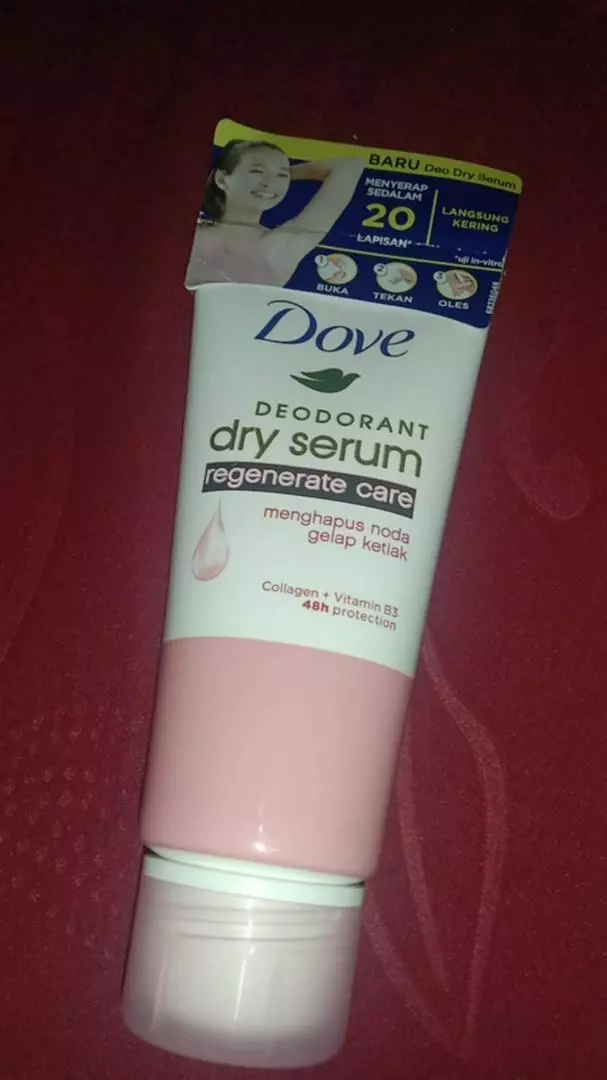 BARU Deo Dry Serum
MENYERAP
SEDALAM
20
LAPISAN*
LANGSUNG
KERING
*uji in-vitro
1
BUKA
2
TEKAN
3
OLES
Dove
DEODORANT
dry serum
regenerate care
menghapus noda
gelap ketiak
Collagen + Vitamin B3
48h protection